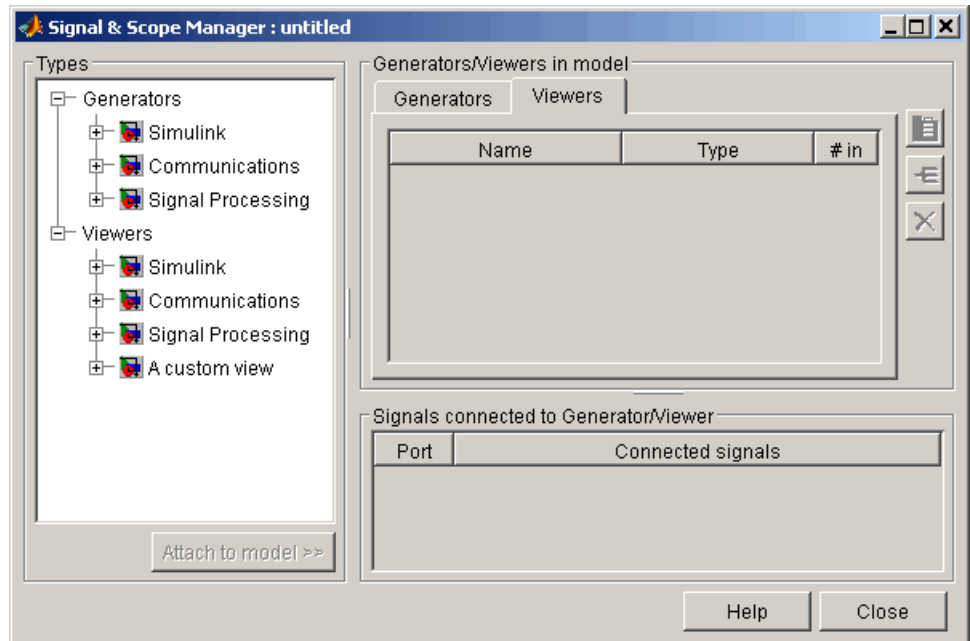 Signal & Scope Manager : untitled
Types
Generators
Simulink
Communications
Signal Processing
Viewers
Simulink
Communications
Signal Processing
A custom view
Attach to model >>
Generators/Viewers in model
Generators Viewers
Name Type # in
Signals connected to Generator/Viewer
Port Connected signals
Help Close